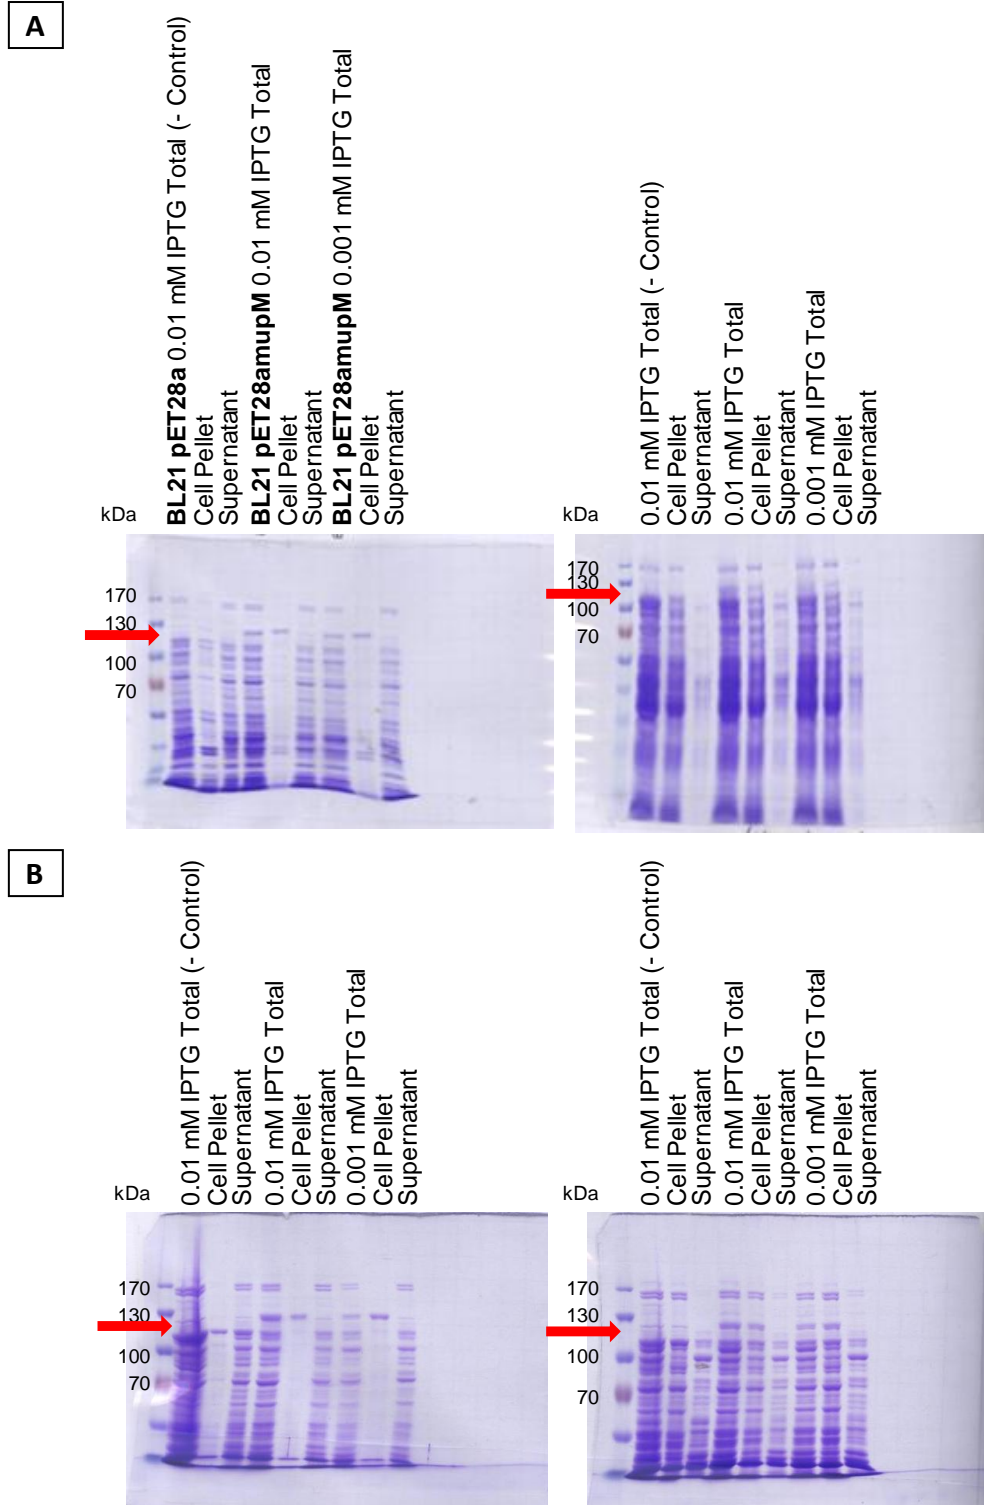 A
BL21 pET28a 0.01 mM IPTG Total (- Control)
Cell Pellet
Supernatant
BL21 pET28amupM 0.01 mM IPTG Total
Cell Pellet
Supernatant
BL21 pET28amupM 0.001 mM IPTG Total
Cell Pellet
Supernatant
kDa
170
130
100
70
0.01 mM IPTG Total (- Control)
Cell Pellet
Supernatant
0.01 mM IPTG Total
Cell Pellet
Supernatant
0.001 mM IPTG Total
Cell Pellet
Supernatant
kDa
170
130
100
70
B
0.01 mM IPTG Total (- Control)
Cell Pellet
Supernatant
0.01 mM IPTG Total
Cell Pellet
Supernatant
0.001 mM IPTG Total
Cell Pellet
Supernatant
kDa
170
130
100
70
0.01 mM IPTG Total (- Control)
Cell Pellet
Supernatant
0.01 mM IPTG Total
Cell Pellet
Supernatant
0.001 mM IPTG Total
Cell Pellet
Supernatant
kDa
170
130
100
70